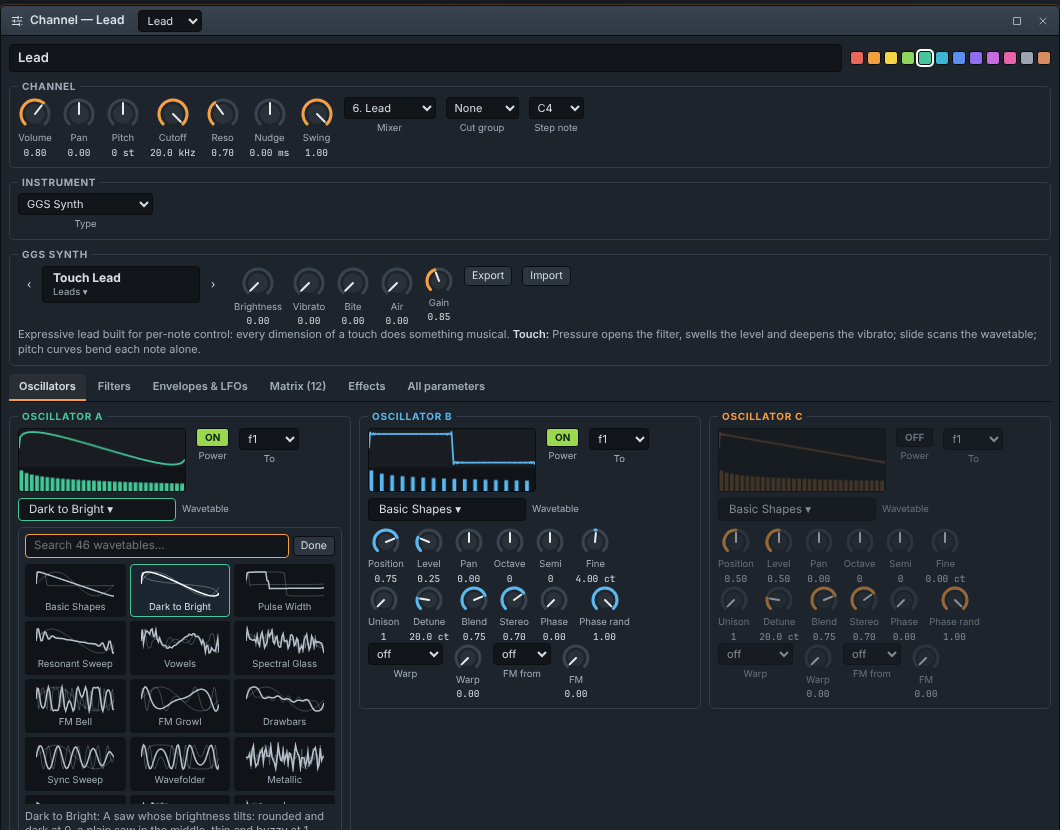 Channel — Lead Lead
Lead
CHANNEL
Volume Pan Pitch Cutoff Reso Nudge Swing 6. Lead None C4
0.80 0.00 0 st 20.0 kHz 0.70 0.00 ms 1.00 Mixer Cut group Step note
INSTRUMENT
GGS Synth
Type
GGS SYNTH
‹ Touch Lead ›
Leads ▾
Brightness Vibrato Bite Air Gain Export Import
0.00 0.00 0.00 0.00 0.85
Expressive lead built for per-note control: every dimension of a touch does something musical. Touch: Pressure opens the filter, swells the level and deepens the vibrato; slide scans the wavetable;
pitch curves bend each note alone.
Oscillators Filters Envelopes & LFOs Matrix (12) Effects All parameters
OSCILLATOR A
ON f1
Power To
Dark to Bright ▾ Wavetable
Search 46 wavetables... Done
Basic Shapes Dark to Bright Pulse Width
Resonant Sweep Vowels Spectral Glass
FM Bell FM Growl Drawbars
Sync Sweep Wavefolder Metallic
Dark to Bright: A saw whose brightness tilts: rounded and
dark at 0, a plain saw in the middle, thin and buzzy at 1.
OSCILLATOR B
ON f1
Power To
Basic Shapes ▾ Wavetable
Position Level Pan Octave Semi Fine
0.75 0.25 0.00 0 0 4.00 ct
Unison Detune Blend Stereo Phase Phase rand
1 20.0 ct 0.75 0.70 0.00 1.00
off off
Warp Warp FM from FM
0.00 0.00
OSCILLATOR C
OFF f1
Power To
Basic Shapes ▾ Wavetable
Position Level Pan Octave Semi Fine
0.50 0.50 0.00 0 0 0.00 ct
Unison Detune Blend Stereo Phase Phase rand
1 20.0 ct 0.75 0.70 0.00 1.00
off off
Warp Warp FM from FM
0.00 0.00